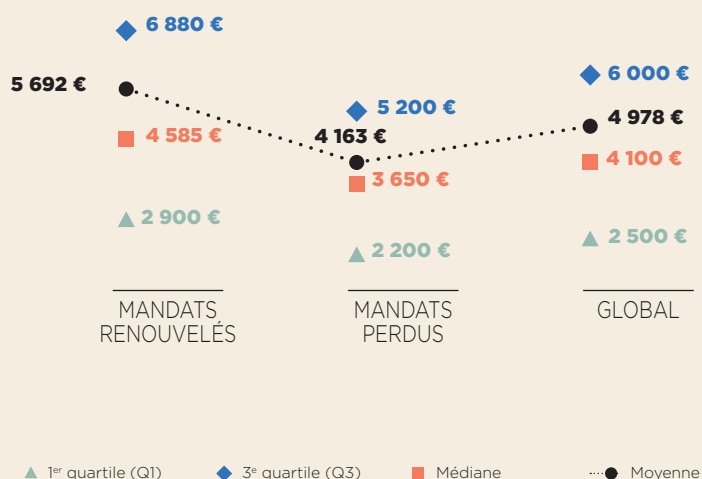 6 880 €
5 692 €
4 585 €
2 900 €
5 200 €
4 163 €
3 650 €
2 200 €
6 000 €
4 978 €
4 100 €
2 500 €
MANDATS
RENOUVELÉS
MANDATS
PERDUS
GLOBAL
1er quartile (Q1)
3e quartile (Q3)
Médiane
Moyenne